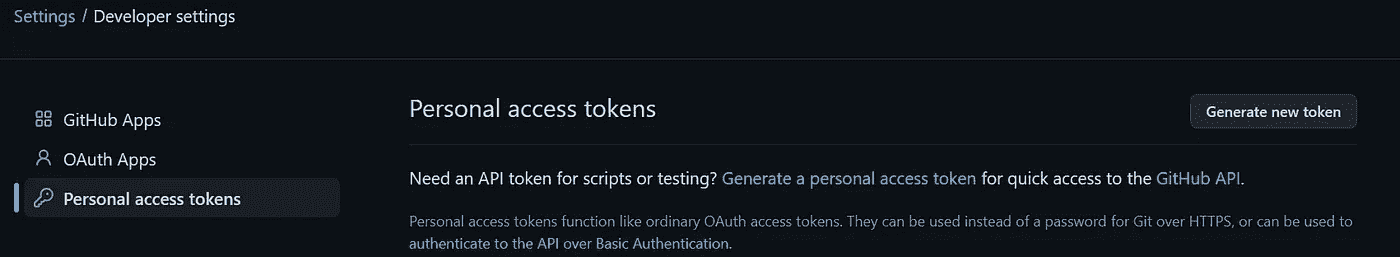 Settings / Developer settings
GitHub Apps
OAuth Apps
Personal access tokens
Personal access tokens
Generate new token
Need an API token for scripts or testing? Generate a personal access token for quick access to the GitHub API.
Personal access tokens function like ordinary OAuth access tokens. They can be used instead of a password for Git over HTTPS, or can be used to
authenticate to the API over Basic Authentication.